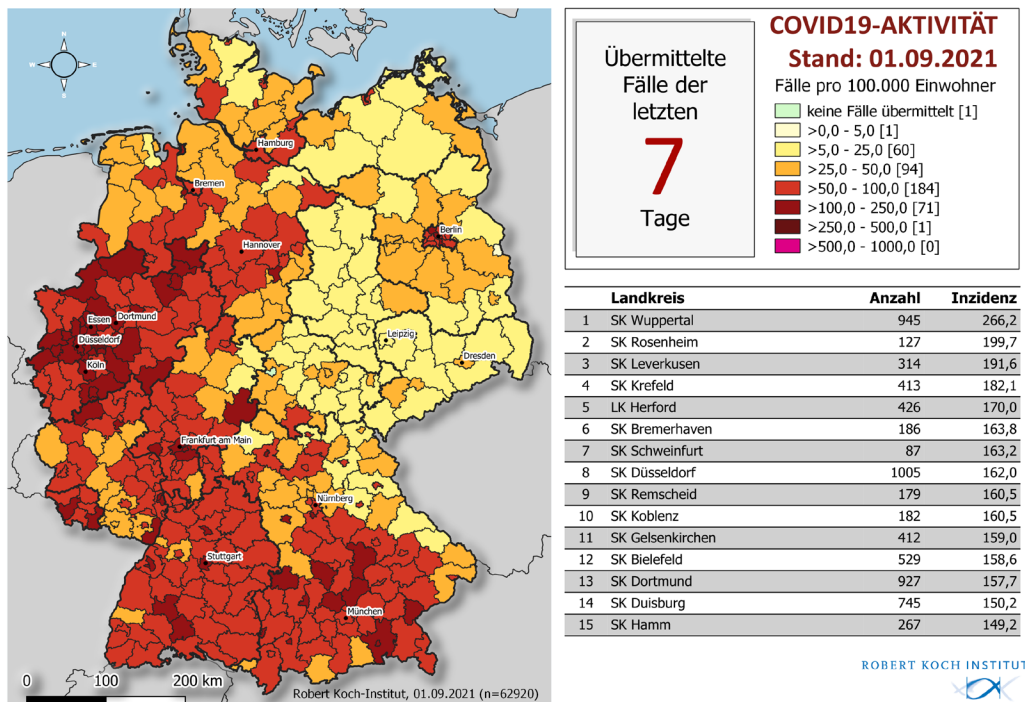 N
W
E
S
Hamburg
Bremen
Berlin
Hannover
Essen
Dortmund
Düsseldorf
Köln
Leipzig
Dresden
Frankfurt am Main
Nürnberg
Stuttgart
München
0 100 200 km
Robert Koch-Institut, 01.09.2021 (n=62920)
Übermittelte
Fälle der
letzten
7
Tage
COVID19-AKTIVITÄT
Stand: 01.09.2021
Fälle pro 100.000 Einwohner
keine Fälle übermittelt [1]
>0,0 - 5,0 [1]
>5,0 - 25,0 [60]
>25,0 - 50,0 [94]
>50,0 - 100,0 [184]
>100,0 - 250,0 [71]
>250,0 - 500,0 [1]
>500,0 - 1000,0 [0]
Landkreis Anzahl Inzidenz
1 SK Wuppertal 945 266,2
2 SK Rosenheim 127 199,7
3 SK Leverkusen 314 191,6
4 SK Krefeld 413 182,1
5 LK Herford 426 170,0
6 SK Bremerhaven 186 163,8
7 SK Schweinfurt 87 163,2
8 SK Düsseldorf 1005 162,0
9 SK Remscheid 179 160,5
10 SK Koblenz 182 160,5
11 SK Gelsenkirchen 412 159,0
12 SK Bielefeld 529 158,6
13 SK Dortmund 927 157,7
14 SK Duisburg 745 150,2
15 SK Hamm 267 149,2
ROBERT KOCH INSTITUT